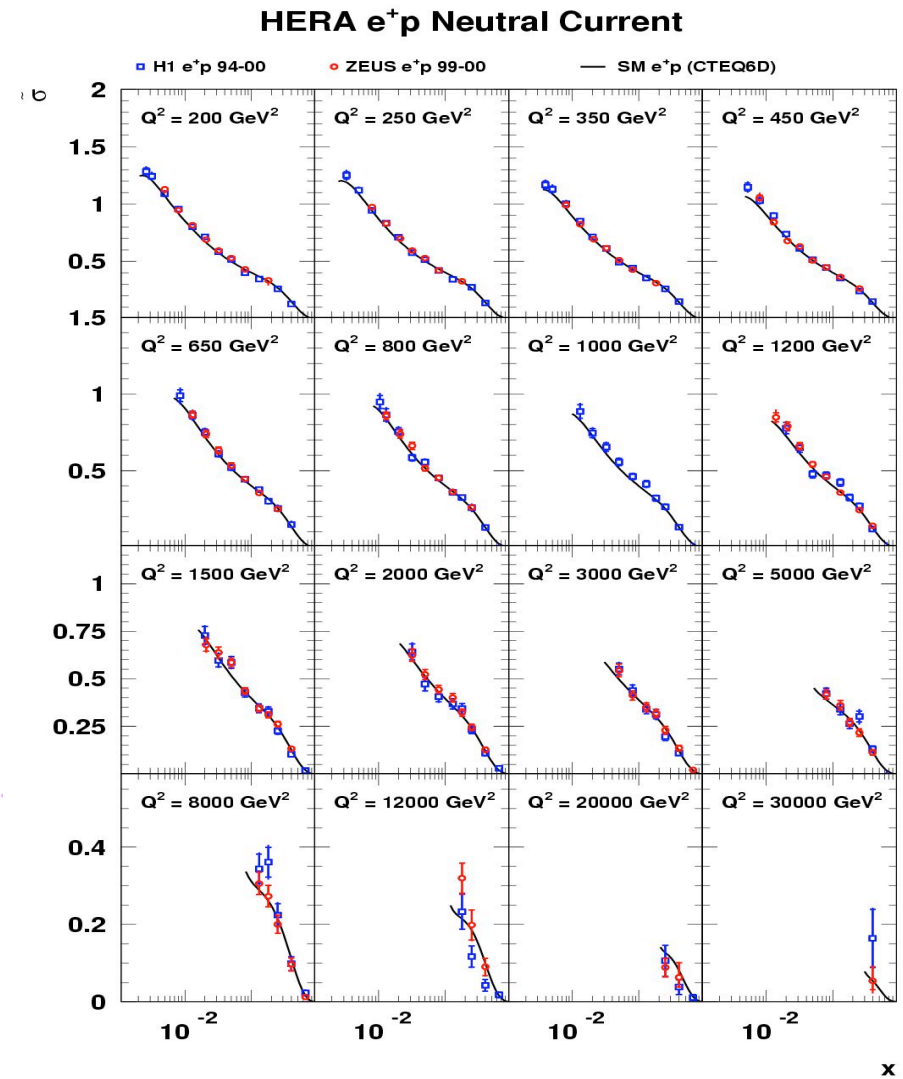 HERA e⁺p Neutral Current
H1 e⁺p 94-00 ZEUS e⁺p 99-00 SM e⁺p (CTEQ6D)
σ̃
2
Q² = 200 GeV² Q² = 250 GeV² Q² = 350 GeV² Q² = 450 GeV²
1.5
1
0.5
1.5
Q² = 650 GeV² Q² = 800 GeV² Q² = 1000 GeV² Q² = 1200 GeV²
1
0.5
Q² = 1500 GeV² Q² = 2000 GeV² Q² = 3000 GeV² Q² = 5000 GeV²
1
0.75
0.5
0.25
Q² = 8000 GeV² Q² = 12000 GeV² Q² = 20000 GeV² Q² = 30000 GeV²
0.4
0.2
0
10⁻² 10⁻² 10⁻² 10⁻²
x